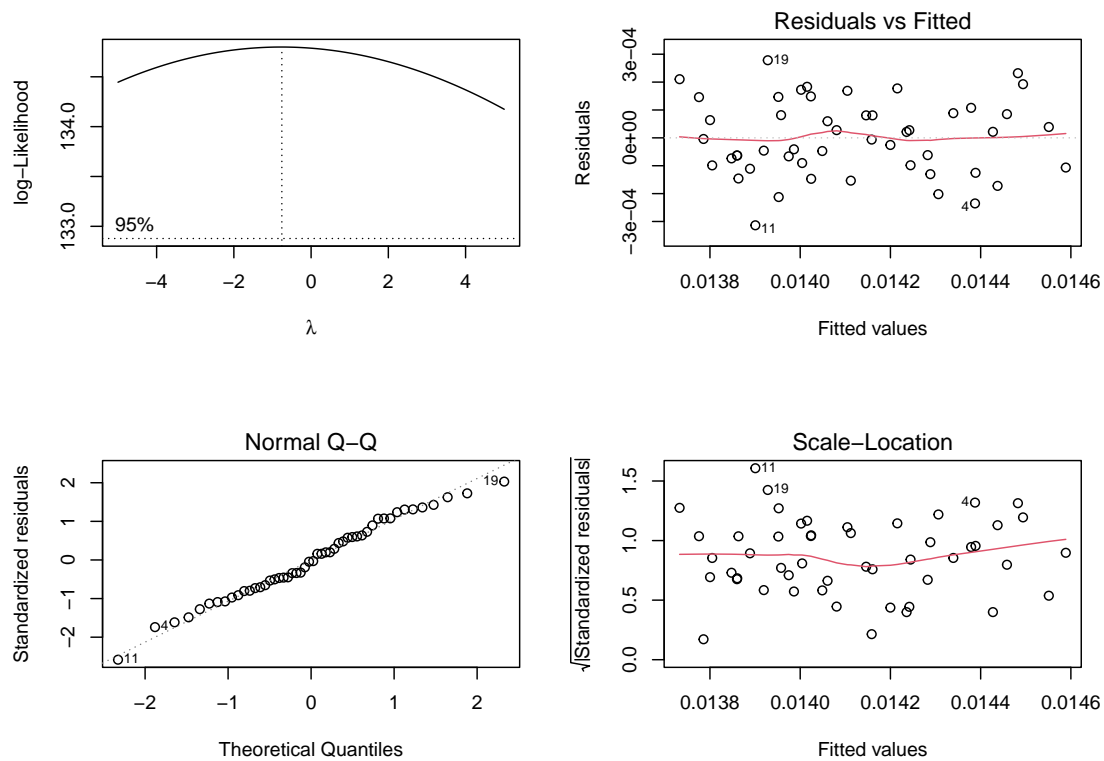 log−Likelihood
133.0
134.0
95%
−4
−2
0
2
4
λ
Residuals vs Fitted
Residuals
−3e−04
0e+00
3e−04
19
11
4
0.0138
0.0140
0.0142
0.0144
0.0146
Fitted values
Normal Q−Q
Standardized residuals
−2
−1
0
1
2
19
4
11
−2
−1
0
1
2
Theoretical Quantiles
Scale−Location
√|Standardized residuals|
0.0
0.5
1.0
1.5
11
19
4
0.0138
0.0140
0.0142
0.0144
0.0146
Fitted values